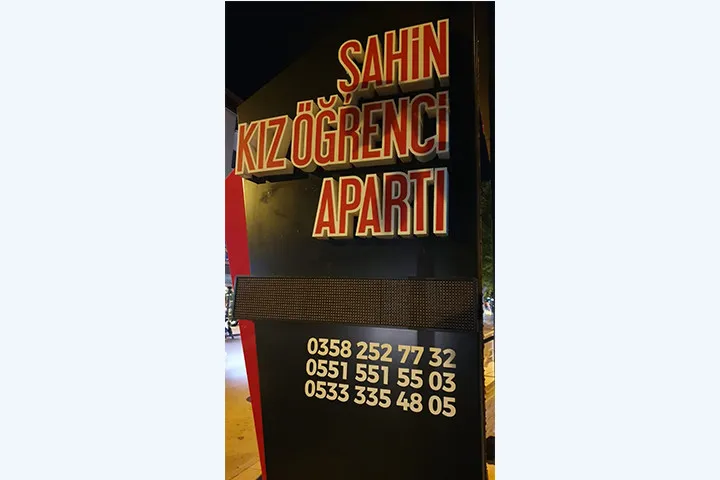 ŞAHİN
KIZ ÖĞRENCİ
APARTI
0358 252 77 32
0551 551 55 03
0533 335 48 05